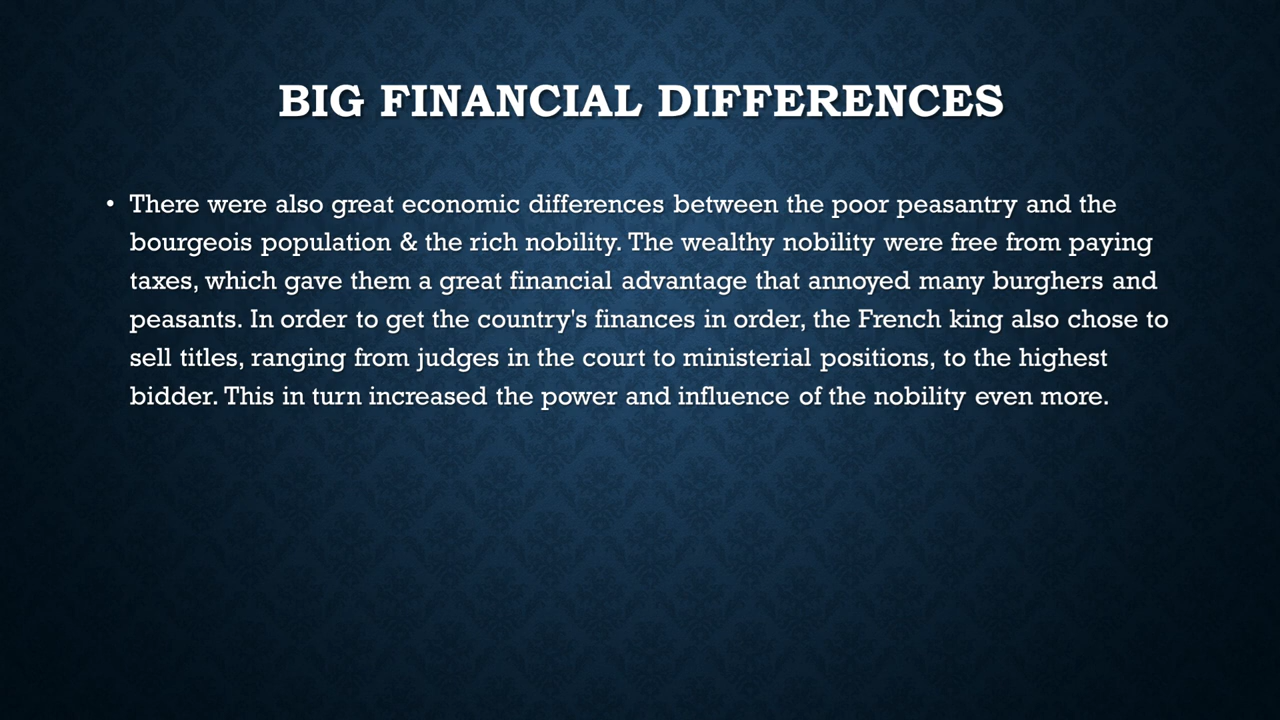 BIG FINANCIAL DIFFERENCES
• There were also great economic differences between the poor peasantry and the
bourgeois population & the rich nobility. The wealthy nobility were free from paying
taxes, which gave them a great financial advantage that annoyed many burghers and
peasants. In order to get the country's finances in order, the French king also chose to
sell titles, ranging from judges in the court to ministerial positions, to the highest
bidder. This in turn increased the power and influence of the nobility even more.